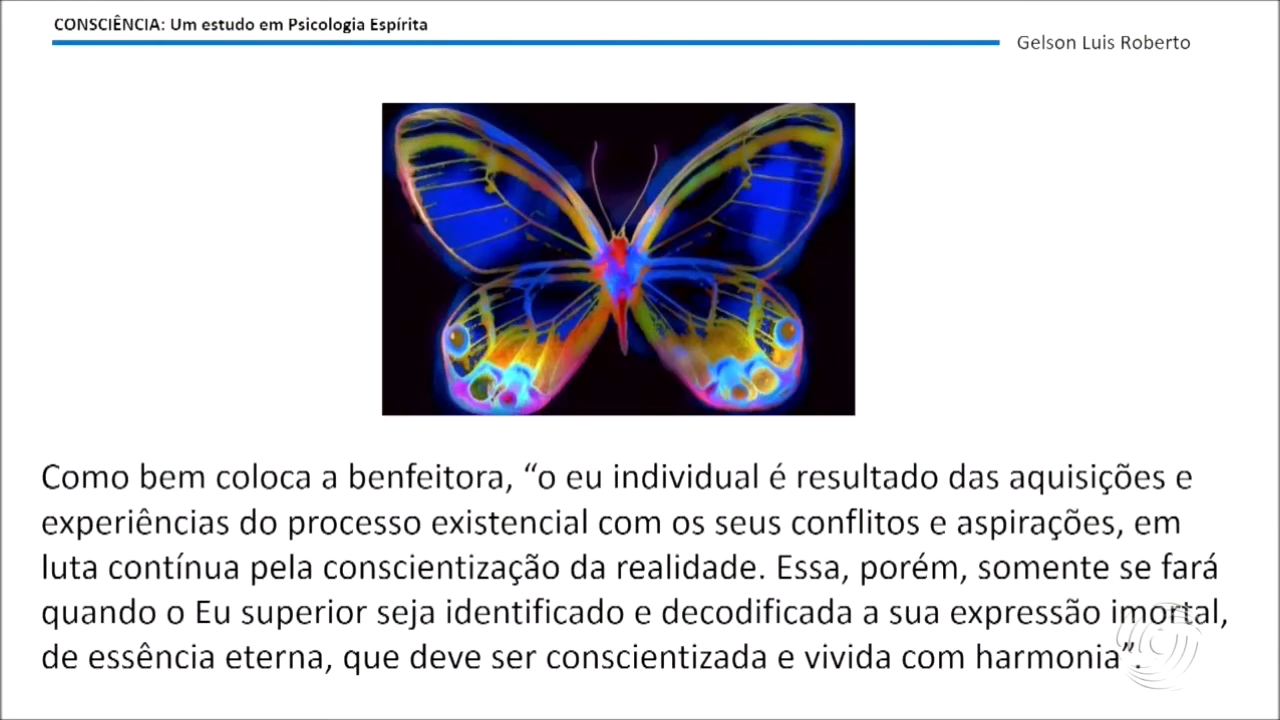 CONSCIÊNCIA: Um estudo em Psicologia Espírita
Gelson Luis Roberto
Como bem coloca a benfeitora, “o eu individual é resultado das aquisições e
experiências do processo existencial com os seus conflitos e aspirações, em
luta contínua pela conscientização da realidade. Essa, porém, somente se fará
quando o Eu superior seja identificado e decodificada a sua expressão imortal,
de essência eterna, que deve ser conscientizada e vivida com harmonia”.